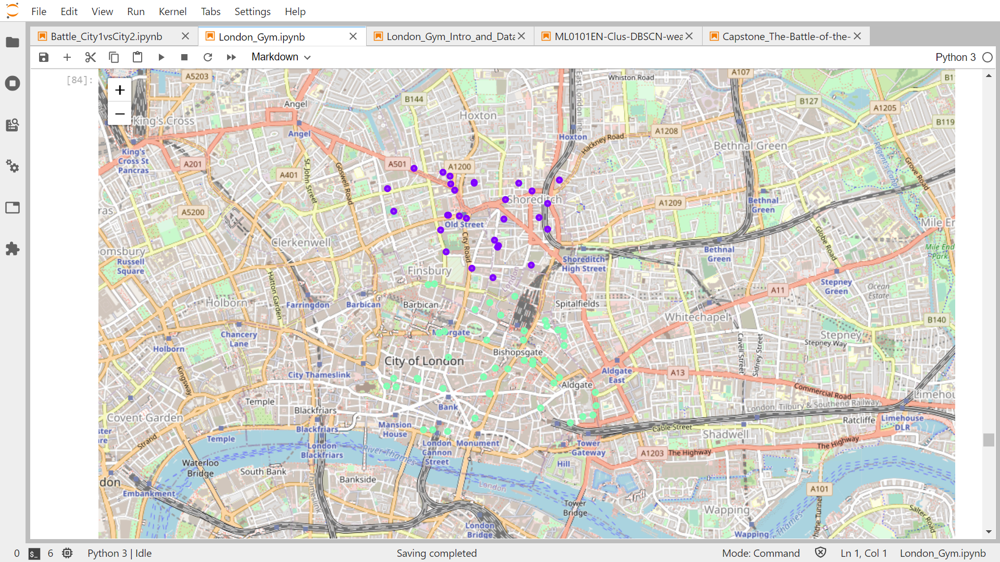 File Edit View Run Kernel Tabs Settings Help
Battle_City1vsCity2.ipynb
London_Gym.ipynb
London_Gym_Intro_and_Data
ML0101EN-Clus-DBSCN-wea
Capstone_The-Battle-of-the-
Markdown
Python 3
[84]:
+
−
A5203
Angel
B144
Hoxton
East London line
Whiston Road
A107
B127
A1205
B11
B119
King's Cross
Angel
Hoxton
Hackney Road
A1208
Bethnal Green
Regent's Canal
Grove Road
King's
Cross St
Pancras
A201
A401
St. John Street
Goswell Road
A501
A1200
Shoreditch
A1209
Bethnal
Green
ras
A5200
Old Street
City Road
Mile En
Clerkenwell
omsbury
Russell
Square
Hatton Garden
Finsbury
London
Shoreditch
High Street
Bethnal
Green
Globe Road
Mile End
Park
Stepney
Green
Ocean
Estate
A11
Holborn
Farringdon
Barbican
Barbican
Spitalfields
Whitechapel
B140
Chancery
Lane
Holborn
Moorgate
Bishopsgate
Cavell Street
Sidney Street
Stepney
Stepney Way
City of London
Kingsway
City Thameslink
Aldgate
East
Aldgate
A13
Commercial Road
London, Tilbury & Southend Railway
Limehou
Temple
Blackfriars
Bank
Covent Garden
Mansion
House
Ratcliffe
Limehouse
DLR
Cable Street
Shadwell
ster
are
Strand
Temple
Blackfriars
London
Blackfriars
River Thames
London
Cannon
Street
Monument
Tower
Gateway
Hill
A1203
The Highway
The Highway
Waterloo
Bridge
South Bank
Bankside
London
don
Embankment
Thameslink
Tower
Bridge
London
Bridge
A101
Wapping
Wapping
Thames
hithe Tunnel
Salter Road
0
6
Python 3 | Idle
Saving completed
Mode: Command
Ln 1, Col 1
London_Gym.ipynb